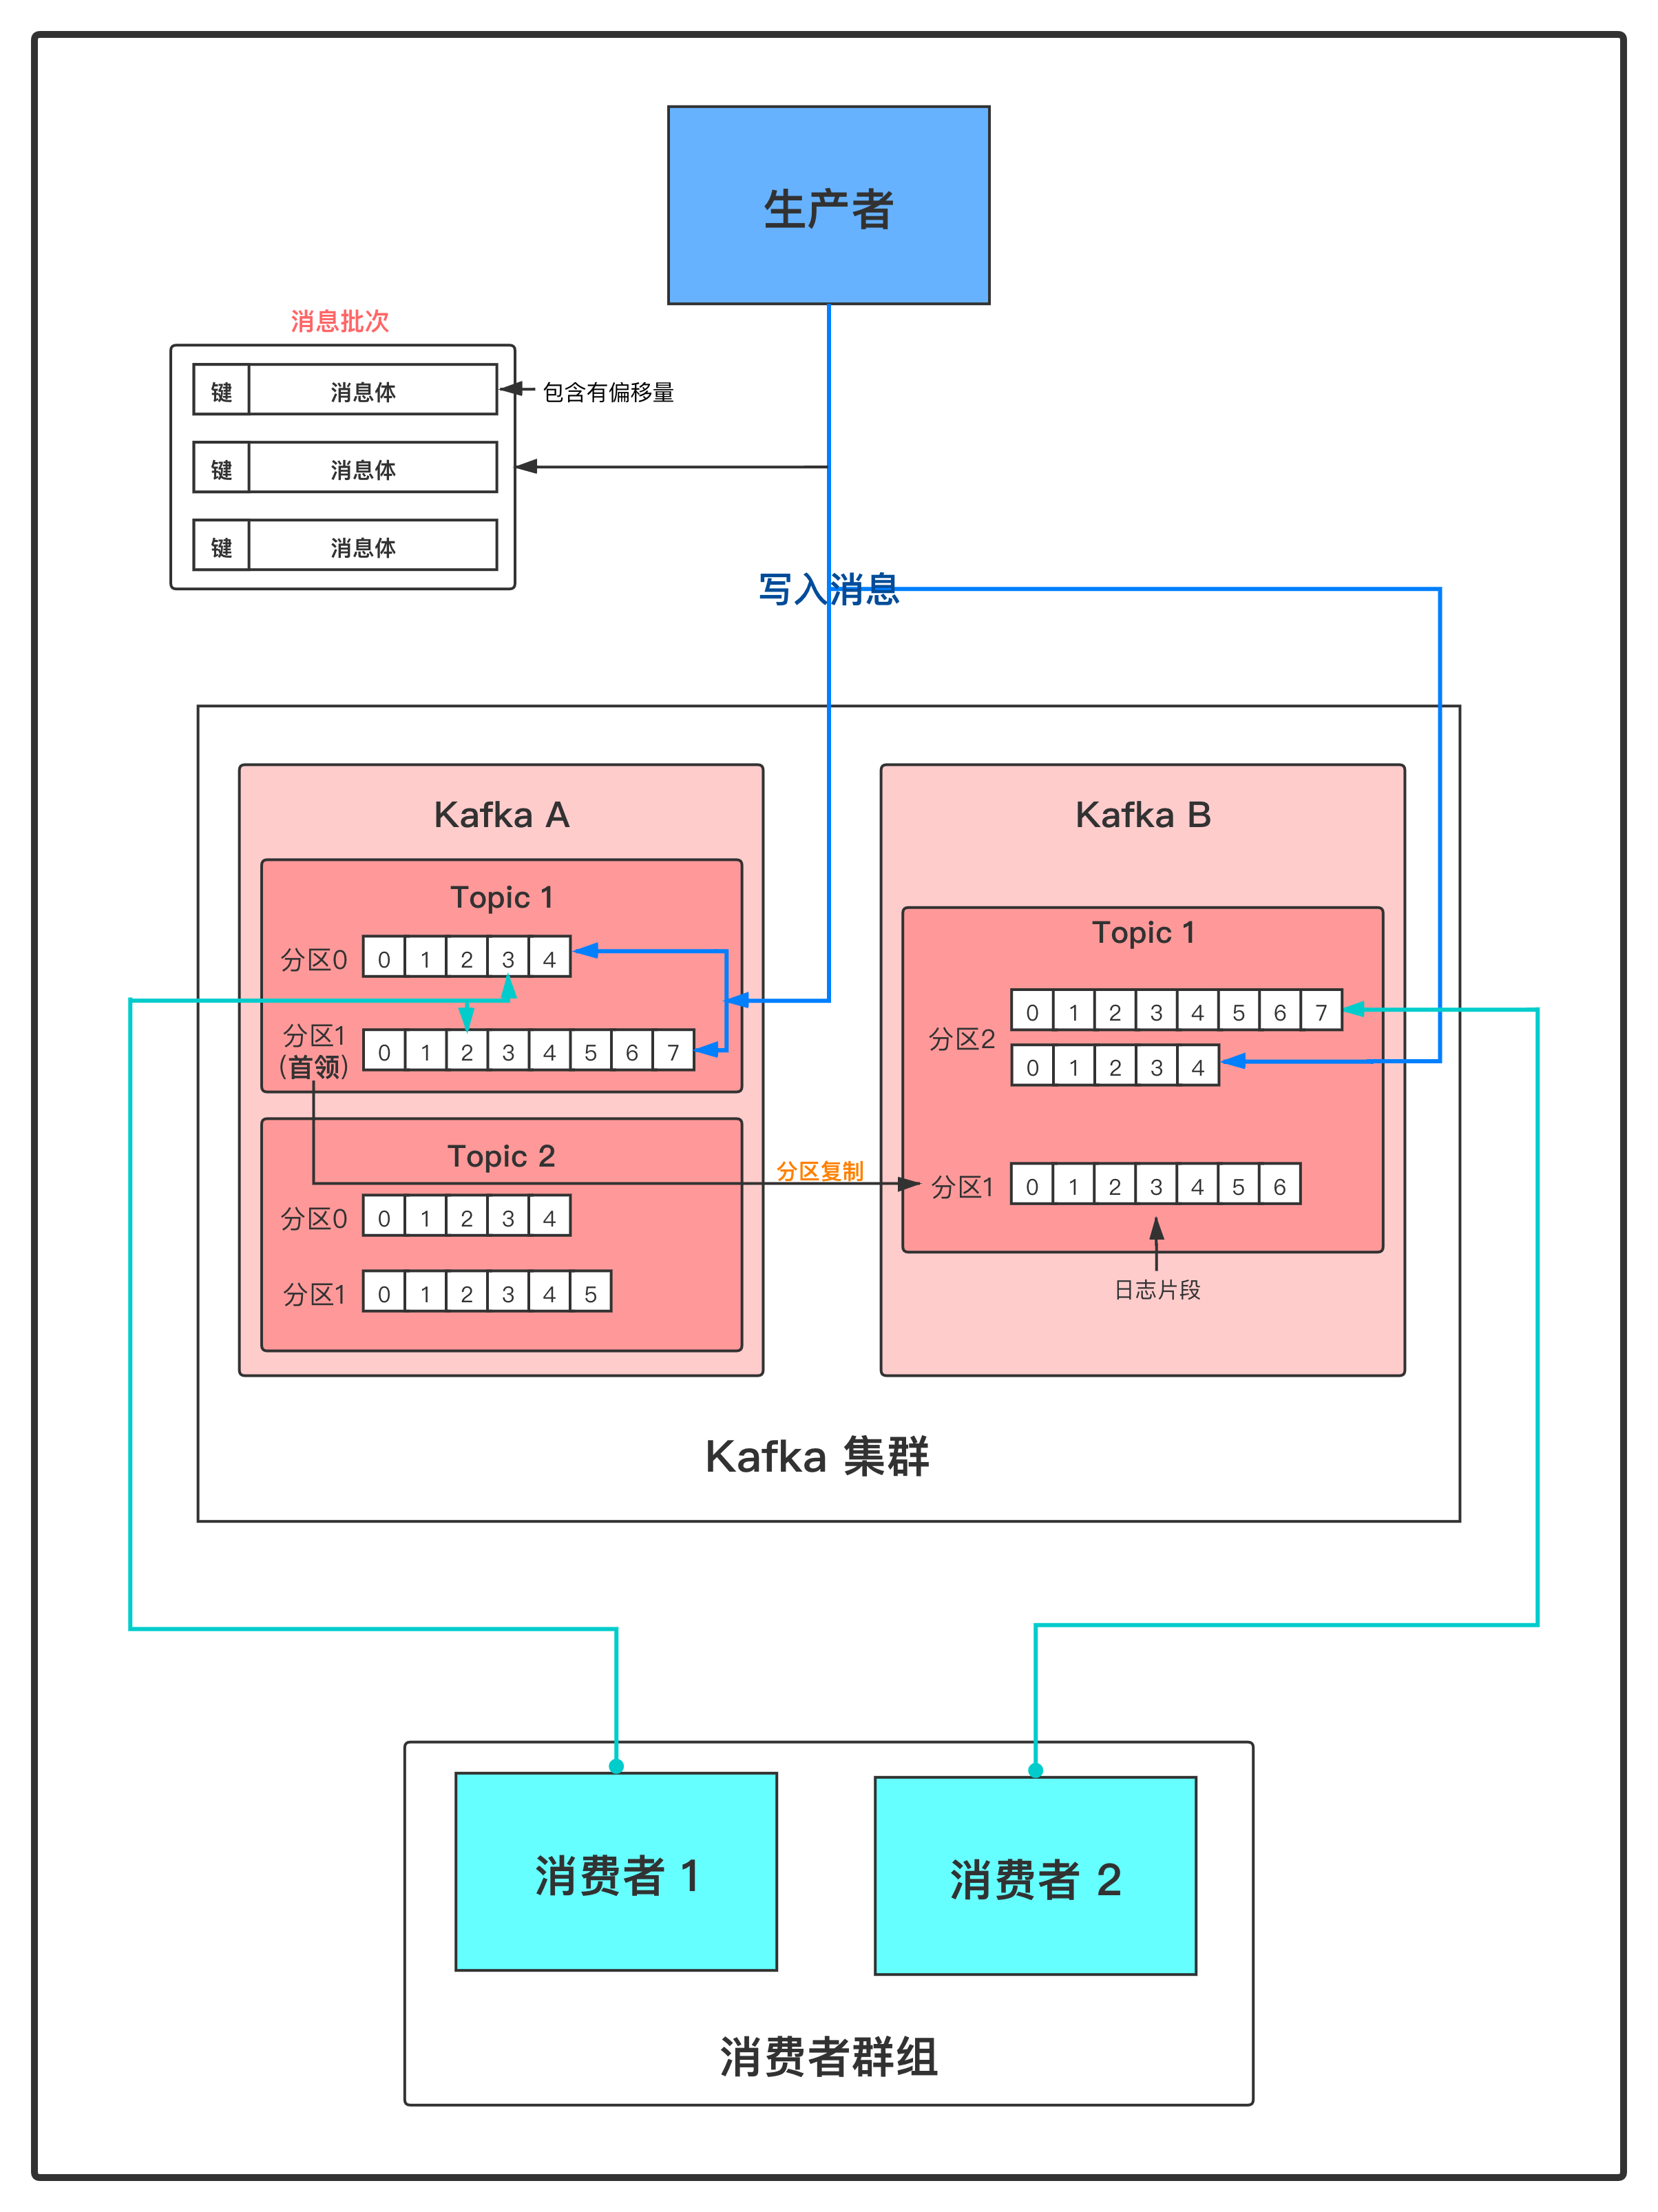 生产者
消息批次
键 消息体
包含有偏移量
键 消息体
键 消息体
写入消息
Kafka A
Topic 1
分区0 0 1 2 3 4
分区1 0 1 2 3 4 5 6 7
(首领)
Topic 2
分区0 0 1 2 3 4
分区1 0 1 2 3 4 5
分区复制
Kafka B
Topic 1
0 1 2 3 4 5 6 7
分区2
0 1 2 3 4
分区1 0 1 2 3 4 5 6
日志片段
Kafka 集群
消费者 1
消费者 2
消费者群组